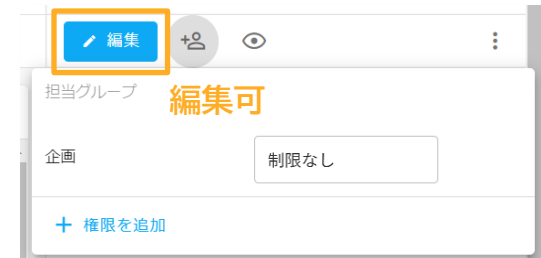 編集
担当グループ
編集可
企画
制限なし
+ 権限を追加